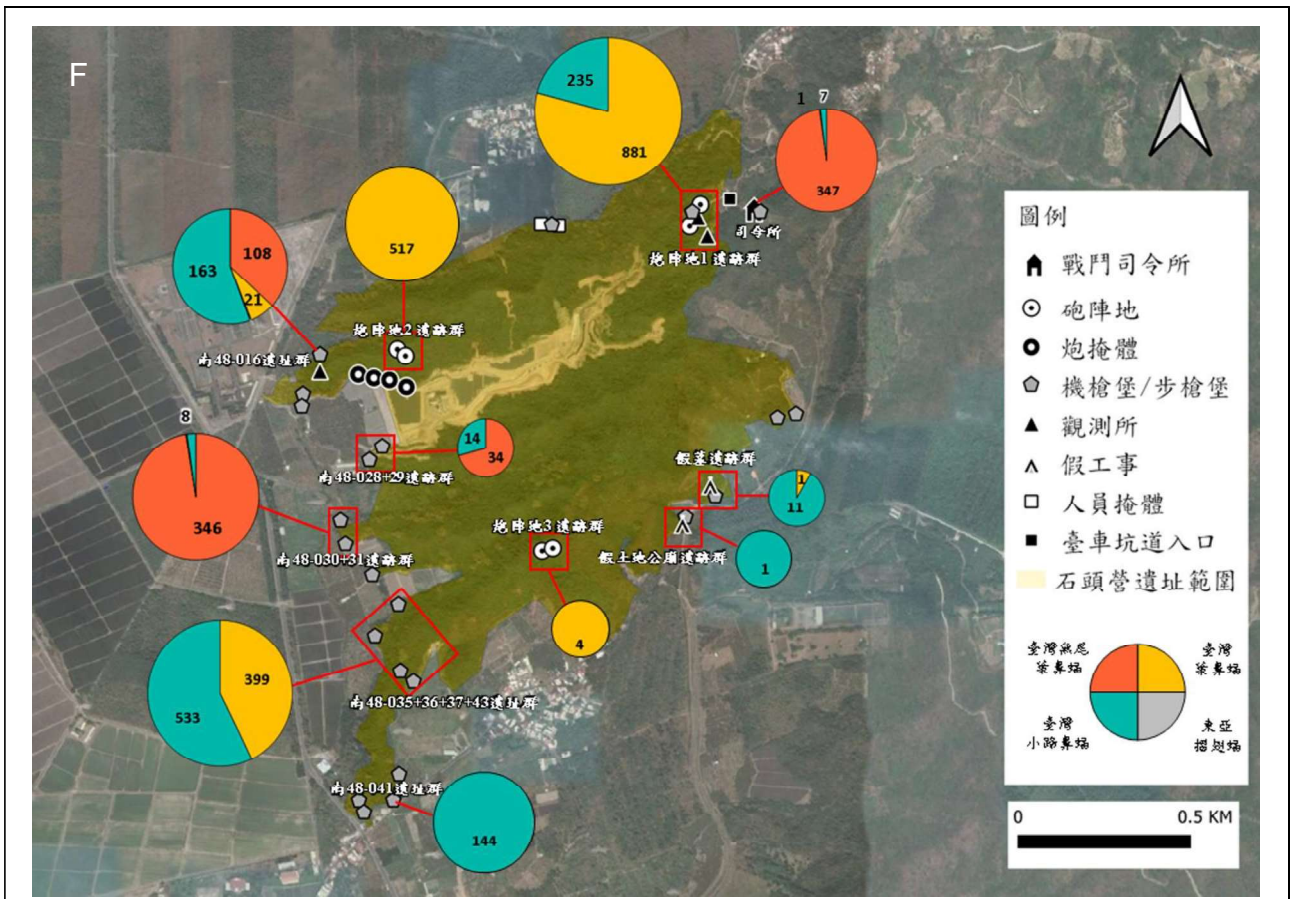 F
235
881
1
7
347
司令所
炮陣地1遺跡群
517
163
108
21
炮陣地2遺跡群
南48-016遺址群
8
346
14
34
南48-028+29遺跡群
假墓遺跡群
1
11
炮陣地3遺跡群
南48-030+31遺跡群
假土地公廟遺跡群
1
4
399
533
南48-035+36+37+43遺址群
南48-041遺址群
144
圖例
戰鬥司令所
砲陣地
炮掩體
機槍堡/步槍堡
觀測所
假工事
人員掩體
臺車坑道入口
石頭營遺址範圍
臺灣無尾
葉鼻蝠
臺灣
葉鼻蝠
臺灣
小蹄鼻蝠
東亞
摺翅蝠
0
0.5 KM